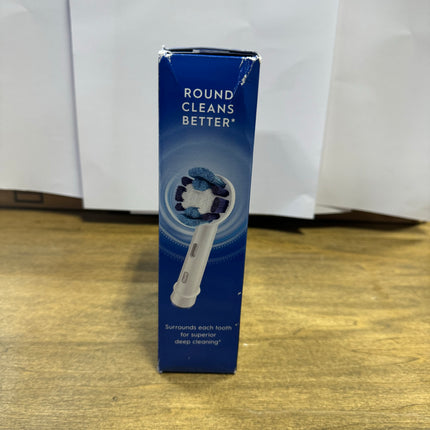 ROUND
CLEANS
BETTER*
Surrounds each tooth
for superior
deep cleaning*